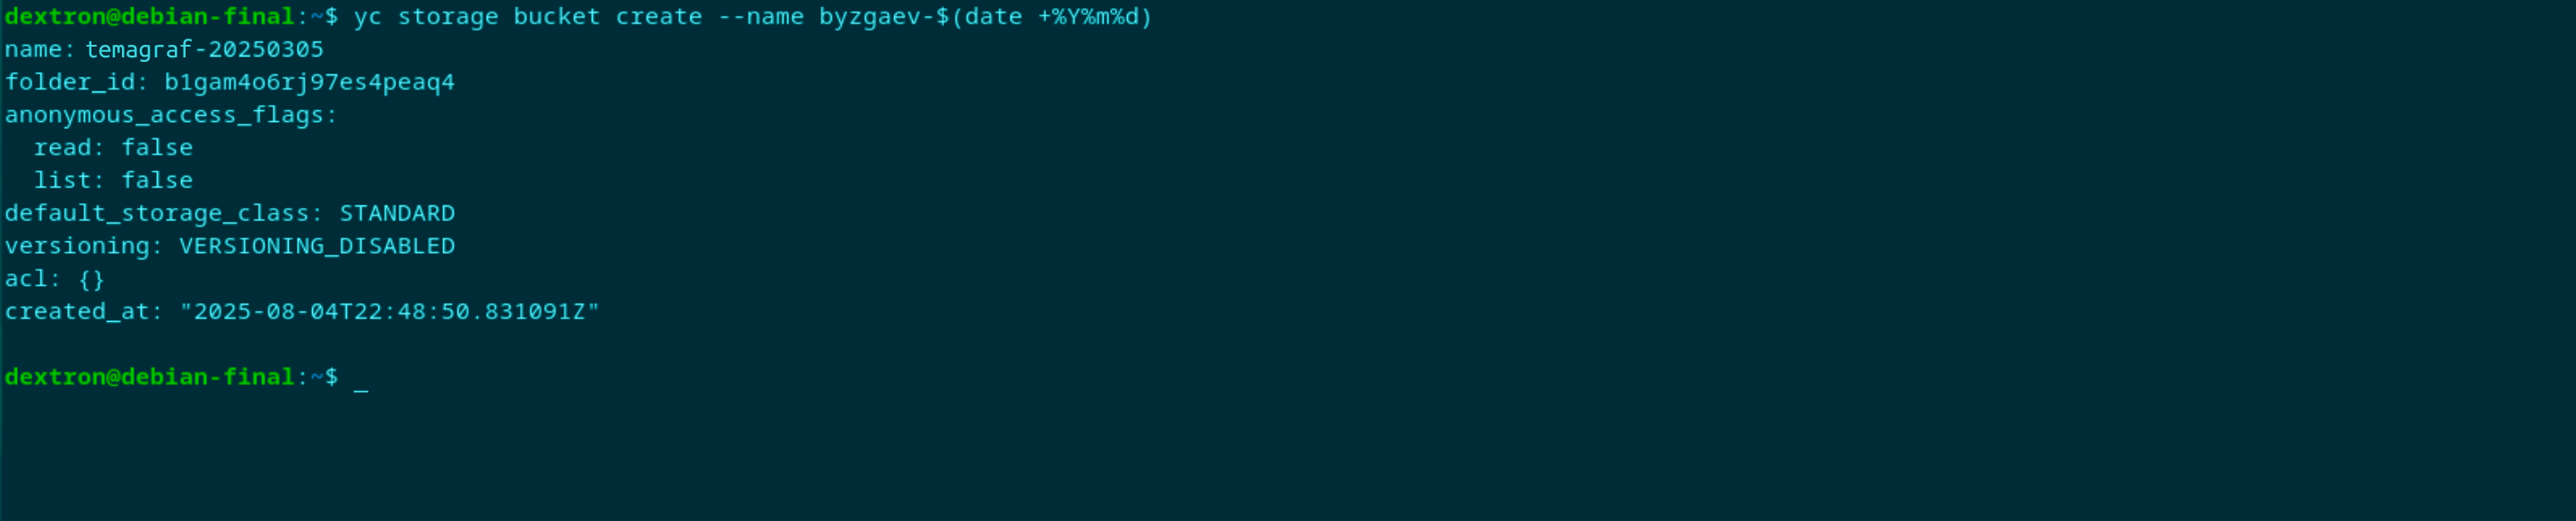 dextron@debian-final:~$ yc storage bucket create --name byzgaev-$(date +%Y%m%d)
name: temagraf-20250305
folder_id: b1gam4o6rj97es4peaq4
anonymous_access_flags:
  read: false
  list: false
default_storage_class: STANDARD
versioning: VERSIONING_DISABLED
acl: {}
created_at: "2025-08-04T22:48:50.831091Z"
dextron@debian-final:~$ _